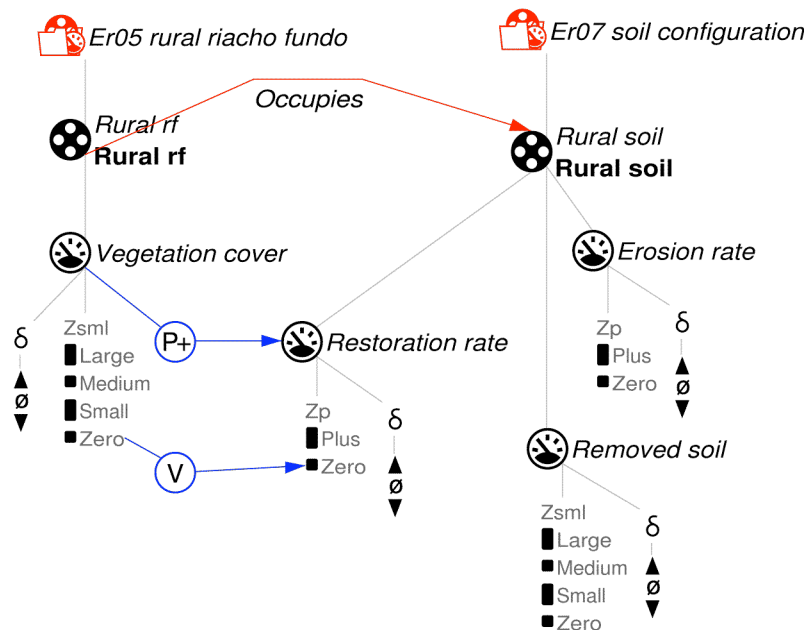 Er05 rural riacho fundo
Er07 soil configuration
Occupies
Rural rf
Rural rf
Rural soil
Rural soil
Vegetation cover
Erosion rate
δ
Zsml
Large
Medium
Small
Zero
ø
P+
Restoration rate
Zp
Plus
Zero
δ
ø
Zp
Plus
Zero
δ
ø
V
Removed soil
Zsml
Large
Medium
Small
Zero
δ
ø